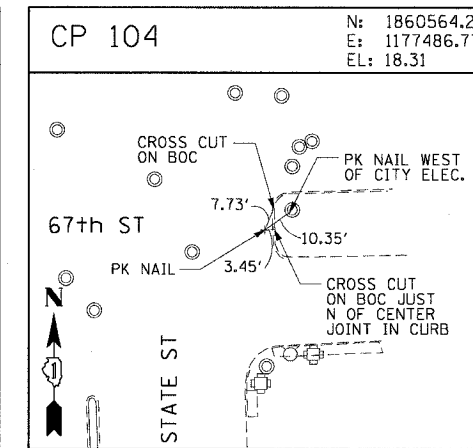 CP 104
N: 1860564.2
E: 1177486.7
EL: 18.31
CROSS CUT
ON BOC
PK NAIL WEST
OF CITY ELEC.
7.73'
67th ST
10.35'
PK NAIL
3.45'
CROSS CUT
ON BOC JUST
N OF CENTER
JOINT IN CURB
N
STATE ST